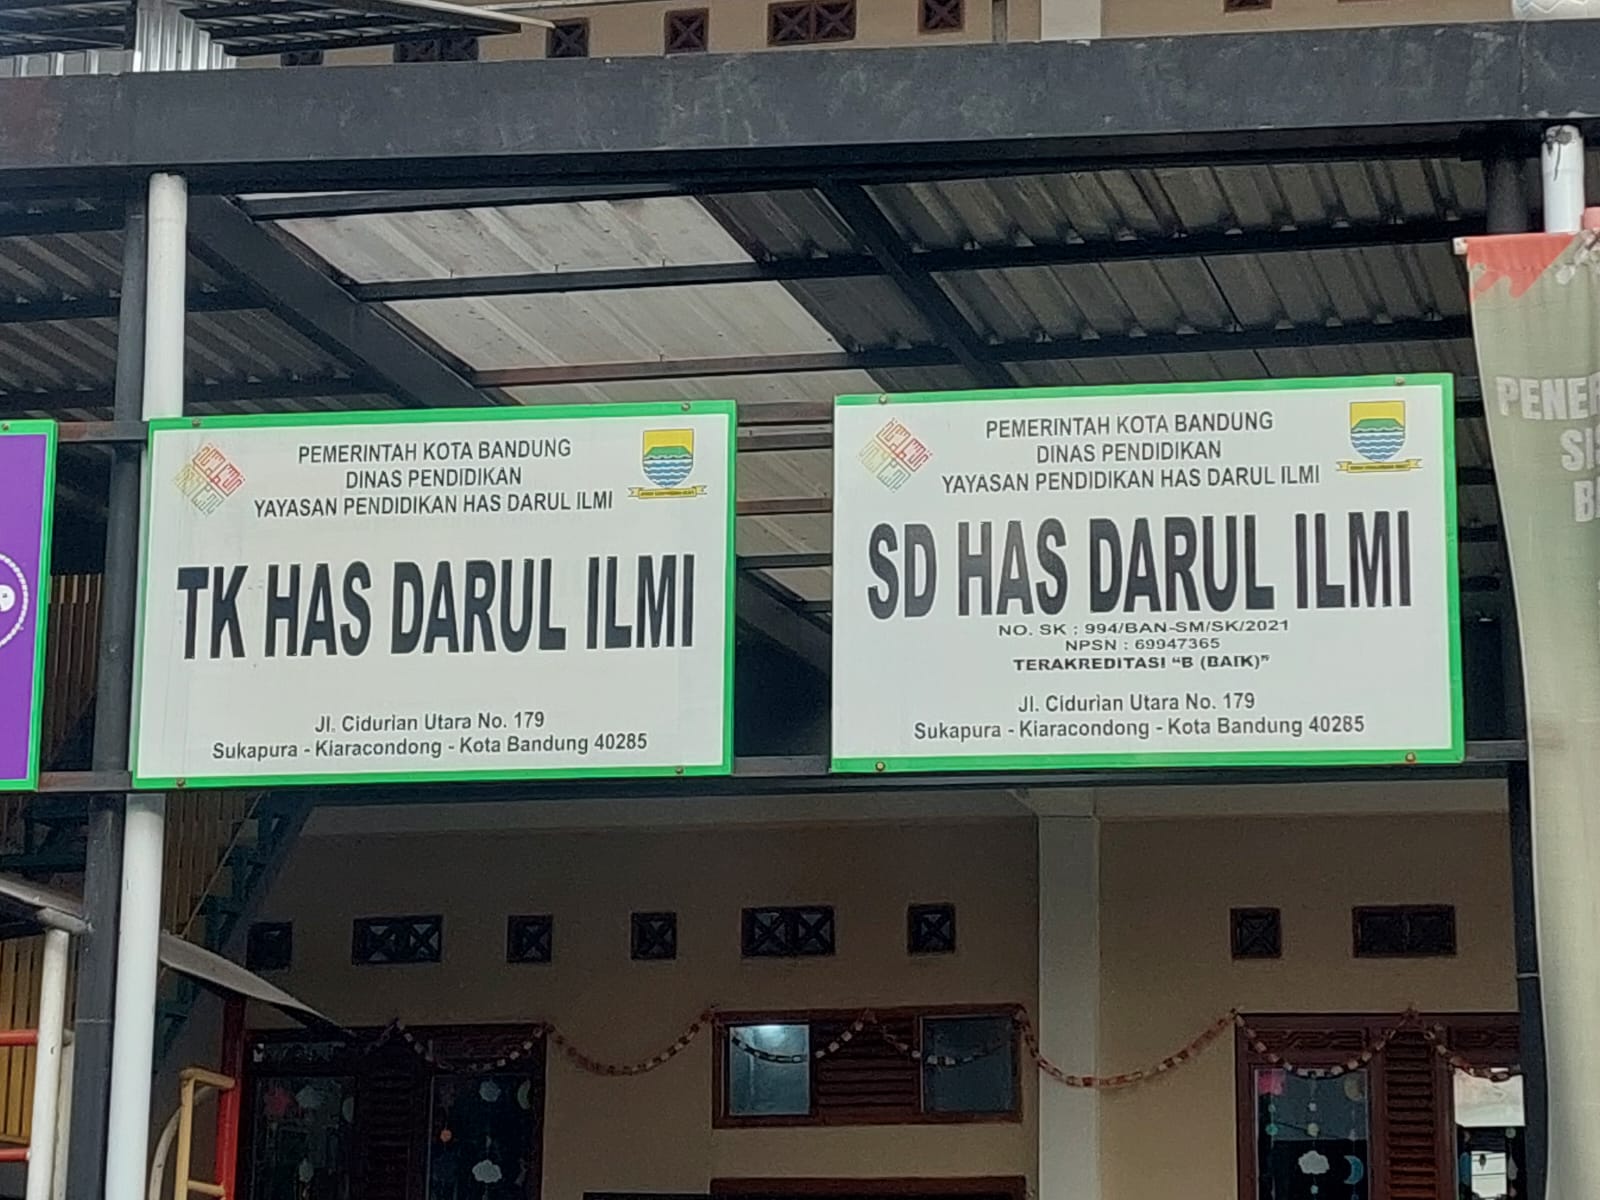 PEMERINTAH KOTA BANDUNG
DINAS PENDIDIKAN
YAYASAN PENDIDIKAN HAS DARUL ILMI
TK HAS DARUL ILMI
Jl. Cidurian Utara No. 179
Sukapura - Kiaracondong - Kota Bandung 40285
PEMERINTAH KOTA BANDUNG
DINAS PENDIDIKAN
YAYASAN PENDIDIKAN HAS DARUL ILMI
SD HAS DARUL ILMI
NO. SK : 994/BAN-SM/SK/2021
NPSN : 69947365
TERAKREDITASI “B (BAIK)”
Jl. Cidurian Utara No. 179
Sukapura - Kiaracondong - Kota Bandung 40285